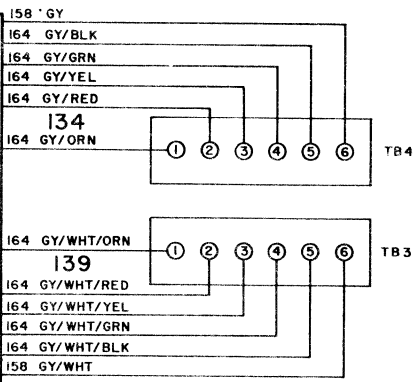 158 GY
164 GY/BLK
164 GY/GRN
164 GY/YEL
164 GY/RED
134
164 GY/ORN
1 2 3 4 5 6 TB4
164 GY/WHT/ORN
1 2 3 4 5 6 TB3
139
164 GY/WHT/RED
164 GY/WHT/YEL
164 GY/WHT/GRN
164 GY/WHT/BLK
158 GY/WHT